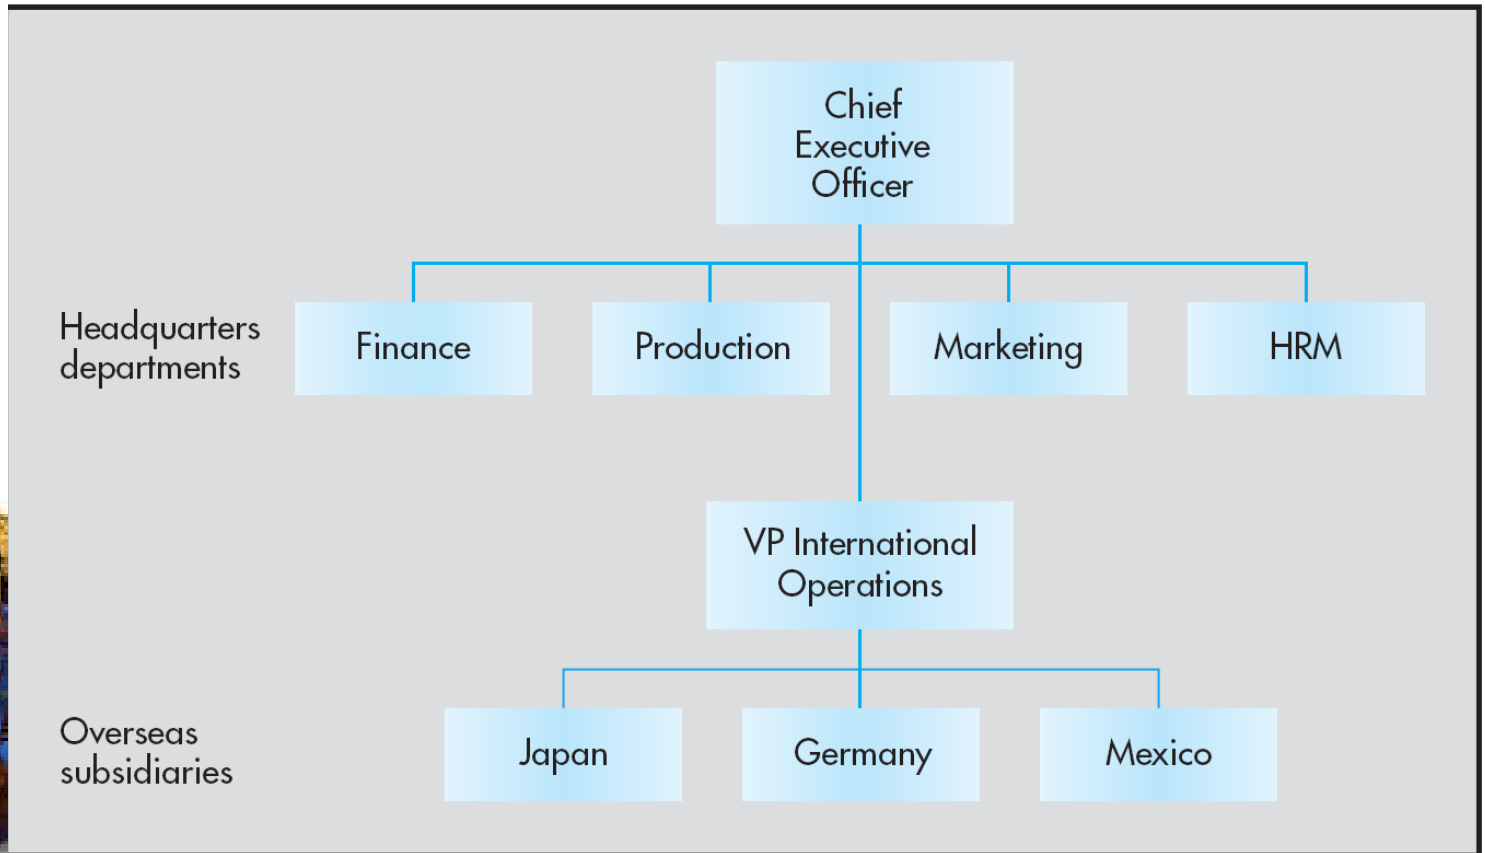 Chief
Executive
Officer
Headquarters
departments
Finance
Production
Marketing
HRM
VP International
Operations
Overseas
subsidiaries
Japan
Germany
Mexico